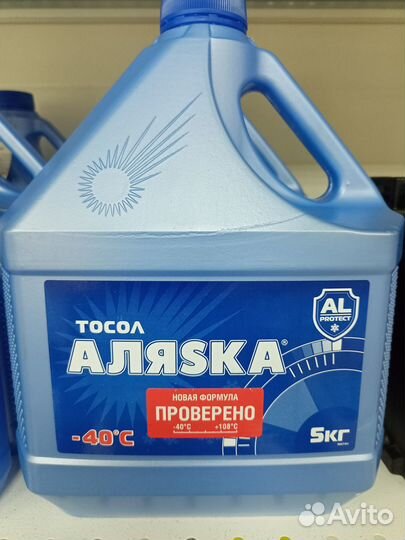 ТОСОЛ
АЛЯSKA®
AL
PROTECT
НОВАЯ ФОРМУЛА
ПРОВЕРЕНО
-40°C +108°C
-40°C
5кг
Avito